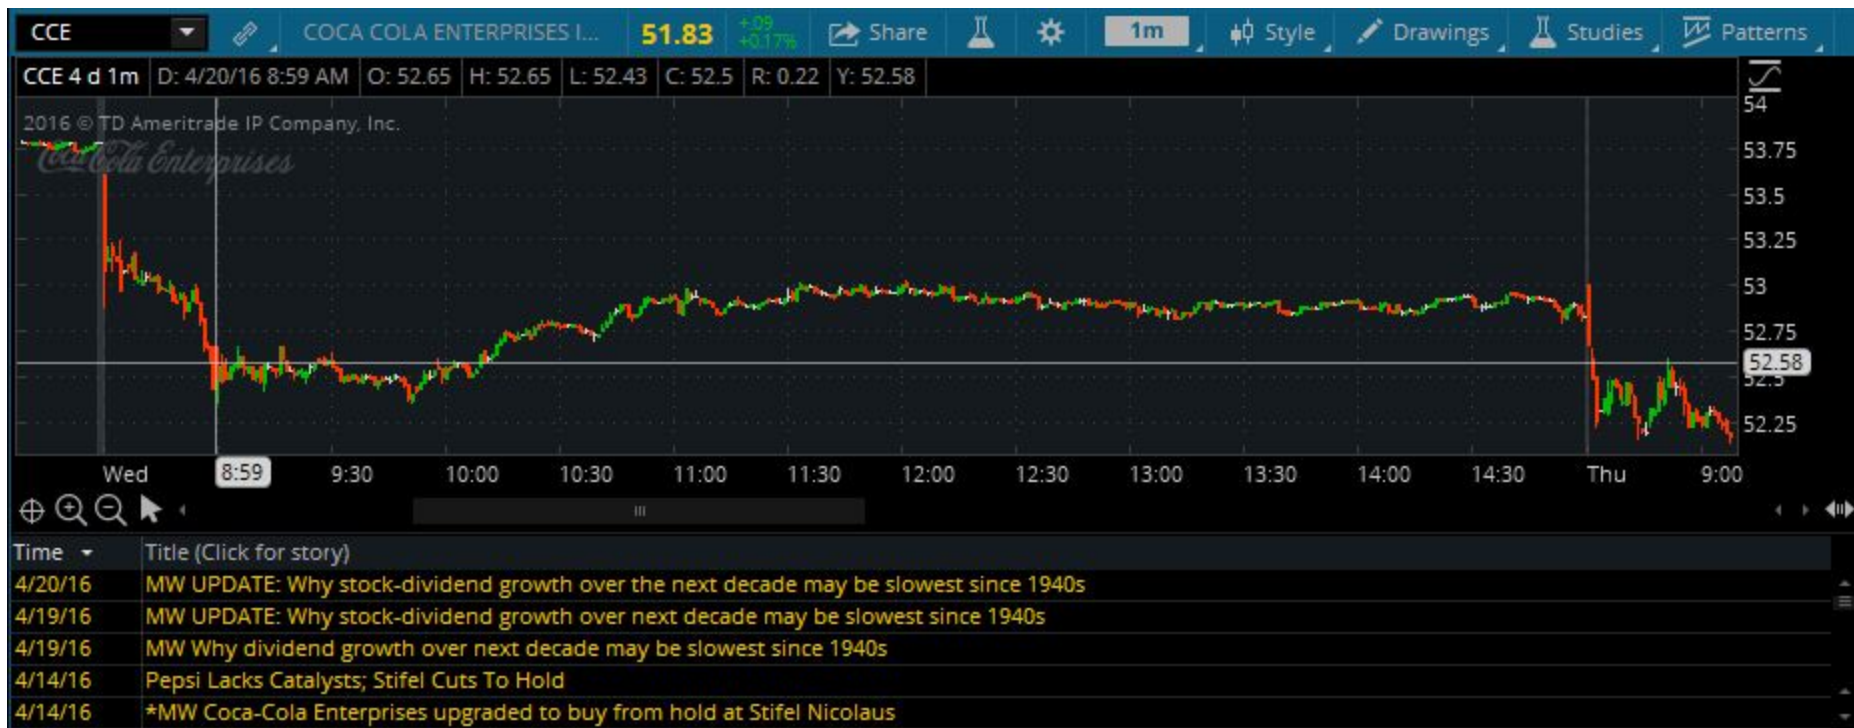 CCE COCA COLA ENTERPRISES I... 51.83 +.09 +0.17% Share 1m Style Drawings Studies Patterns
CCE 4 d 1m D: 4/20/16 8:59 AM O: 52.65 H: 52.65 L: 52.43 C: 52.5 R: 0.22 Y: 52.58
2016 © TD Ameritrade IP Company, Inc.
Coca Cola Enterprises
54
53.75
53.5
53.25
53
52.75
52.58
52.5
52.25
Wed 8:59 9:30 10:00 10:30 11:00 11:30 12:00 12:30 13:00 13:30 14:00 14:30 Thu 9:00
Time Title (Click for story)
4/20/16 MW UPDATE: Why stock-dividend growth over the next decade may be slowest since 1940s
4/19/16 MW UPDATE: Why stock-dividend growth over next decade may be slowest since 1940s
4/19/16 MW Why dividend growth over next decade may be slowest since 1940s
4/14/16 Pepsi Lacks Catalysts; Stifel Cuts To Hold
4/14/16 *MW Coca-Cola Enterprises upgraded to buy from hold at Stifel Nicolaus